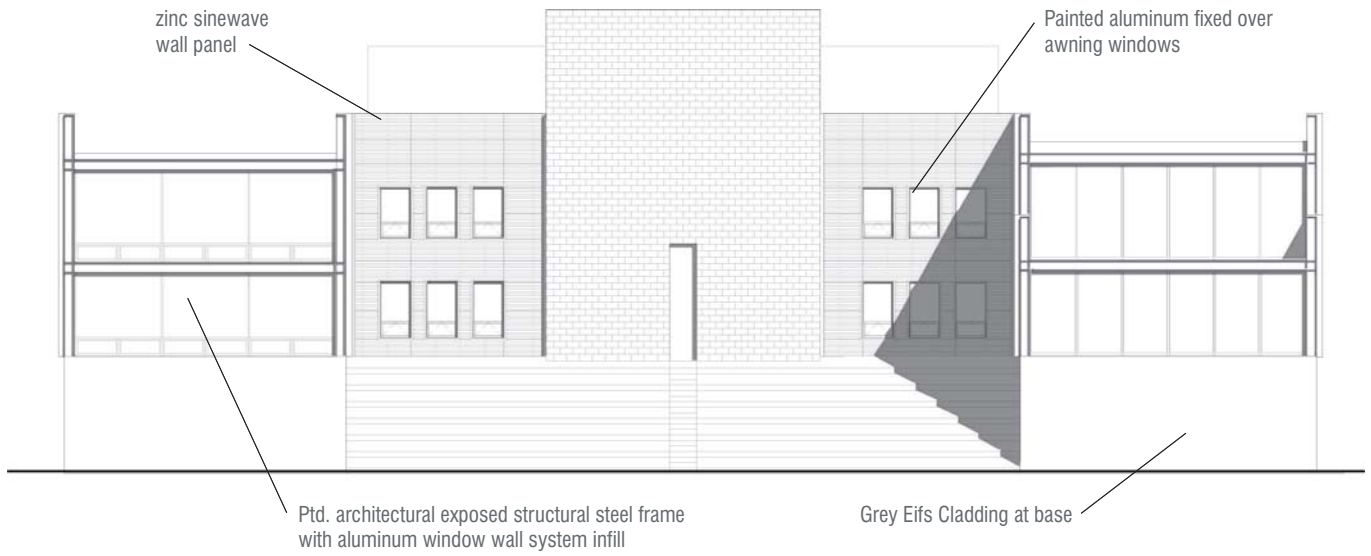 zinc sinewave
wall panel
Painted aluminum fixed over
awning windows
Ptd. architectural exposed structural steel frame
with aluminum window wall system infill
Grey Eifs Cladding at base